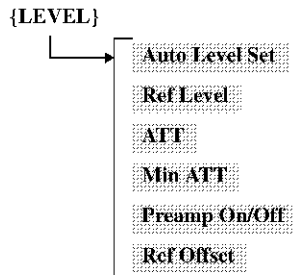 {LEVEL}
Auto Level Set
Ref Level
ATT
Min ATT
Preamp On/Off
Ref Offset